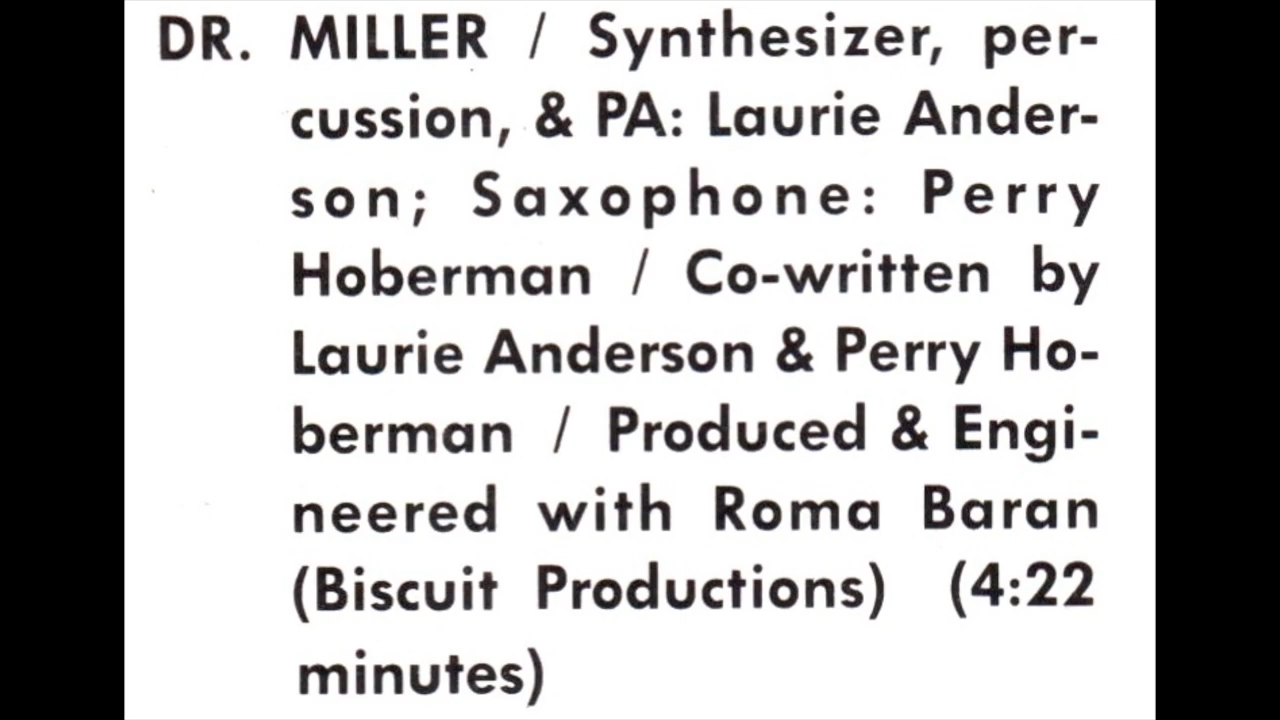 DR. MILLER / Synthesizer, per-
cussion, & PA: Laurie Ander-
son; Saxophone: Perry
Hoberman / Co-written by
Laurie Anderson & Perry Ho-
berman / Produced & Engi-
neered with Roma Baran
(Biscuit Productions) (4:22
minutes)